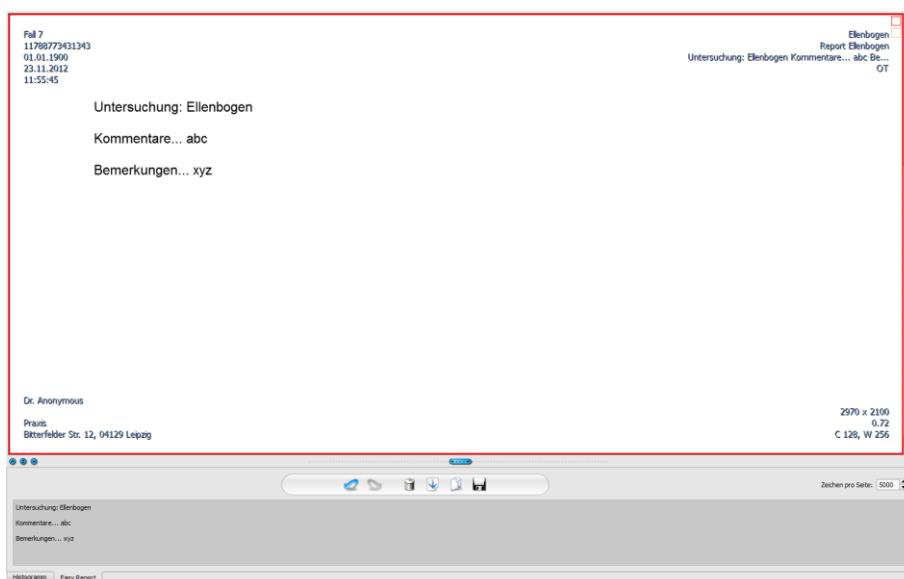 Fall 7
11788773431343
01.01.1900
23.11.2012
11:55:45
Ellenbogen
Report Ellenbogen
Untersuchung: Ellenbogen Kommentare... abc Be...
OT
Untersuchung: Ellenbogen
Kommentare... abc
Bemerkungen... xyz
Dr. Anonymous
Praxis
Bitterfelder Str. 12, 04129 Leipzig
2970 x 2100
0.72
C 128, W 256
Zeichen pro Seite: 5000
Untersuchung: Ellenbogen
Kommentare... abc
Bemerkungen... xyz
Histogramm Easy Report